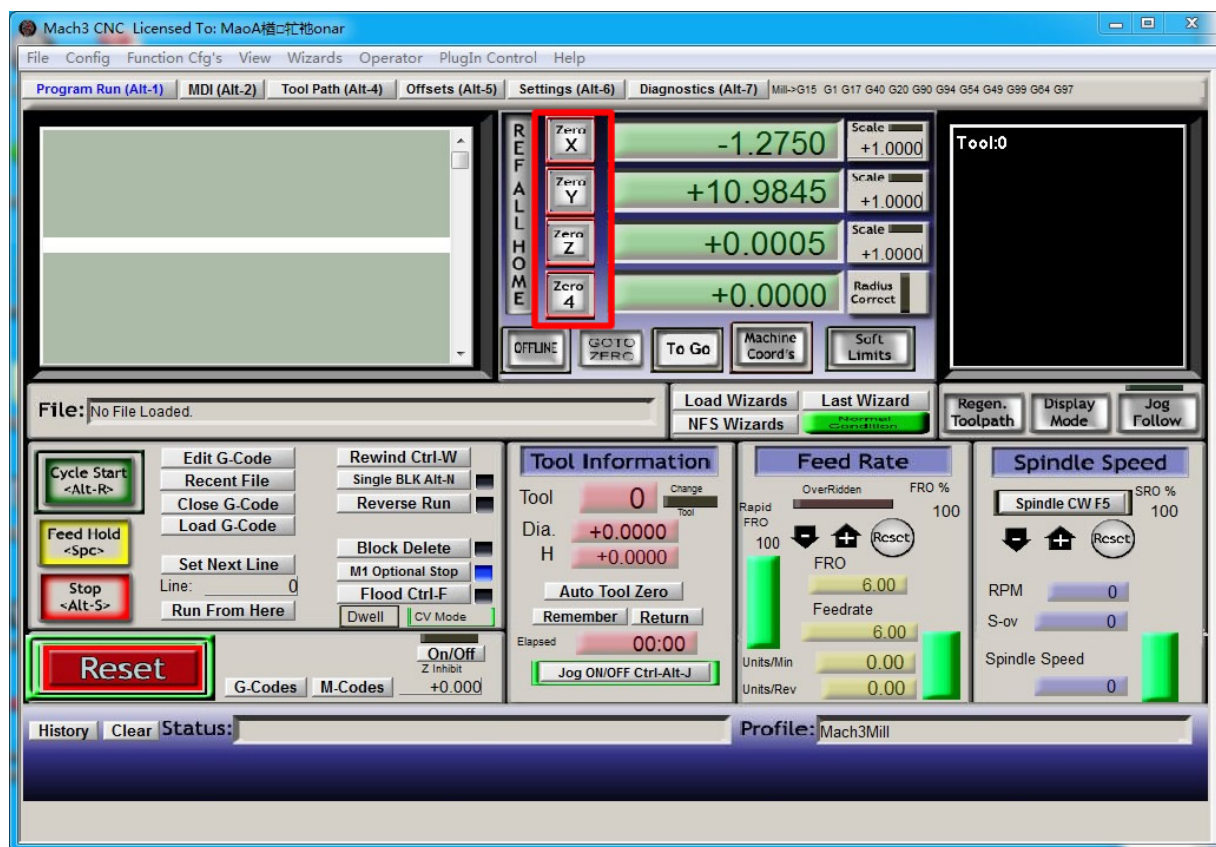 Mach3 CNC Licensed To: MaoA楢□牤祂onar
File Config Function Cfg's View Wizards Operator PlugIn Control Help
Program Run (Alt-1) MDI (Alt-2) Tool Path (Alt-4) Offsets (Alt-5) Settings (Alt-6) Diagnostics (Alt-7) Mill->G15 G1 G17 G40 G20 G90 G94 G54 G49 G99 G64 G97
REF ALL HOME
Zero X -1.2750 Scale +1.0000
Zero Y +10.9845 Scale +1.0000
Zero Z +0.0005 Scale +1.0000
Zero 4 +0.0000 Radius Correct
OFFLINE GOTO ZERO To Go Machine Coord's Soft Limits
Tool:0
File: No File Loaded.
Load Wizards Last Wizard
NFS Wizards Normal Condition
Regen. Toolpath Display Mode Jog Follow
Cycle Start <Alt-R>
Feed Hold <Spc>
Stop <Alt-S>
Edit G-Code
Recent File
Close G-Code
Load G-Code
Set Next Line
Line: 0
Run From Here
Rewind Ctrl-W
Single BLK Alt-N
Reverse Run
Block Delete
M1 Optional Stop
Flood Ctrl-F
Dwell CV Mode
Reset
G-Codes M-Codes
On/Off
Z Inhibit
+0.000
Tool Information
Tool 0 Change Tool
Dia. +0.0000
H +0.0000
Auto Tool Zero
Remember Return
Elapsed 00:00
Jog ON/OFF Ctrl-Alt-J
Feed Rate
OverRidden FRO %
100
Rapid FRO
100
Reset
FRO
6.00
Feedrate
6.00
Units/Min 0.00
Units/Rev 0.00
Spindle Speed
Spindle CW F5 SRO %
100
Reset
RPM 0
S-ov 0
Spindle Speed
0
History Clear Status:
Profile: Mach3Mill